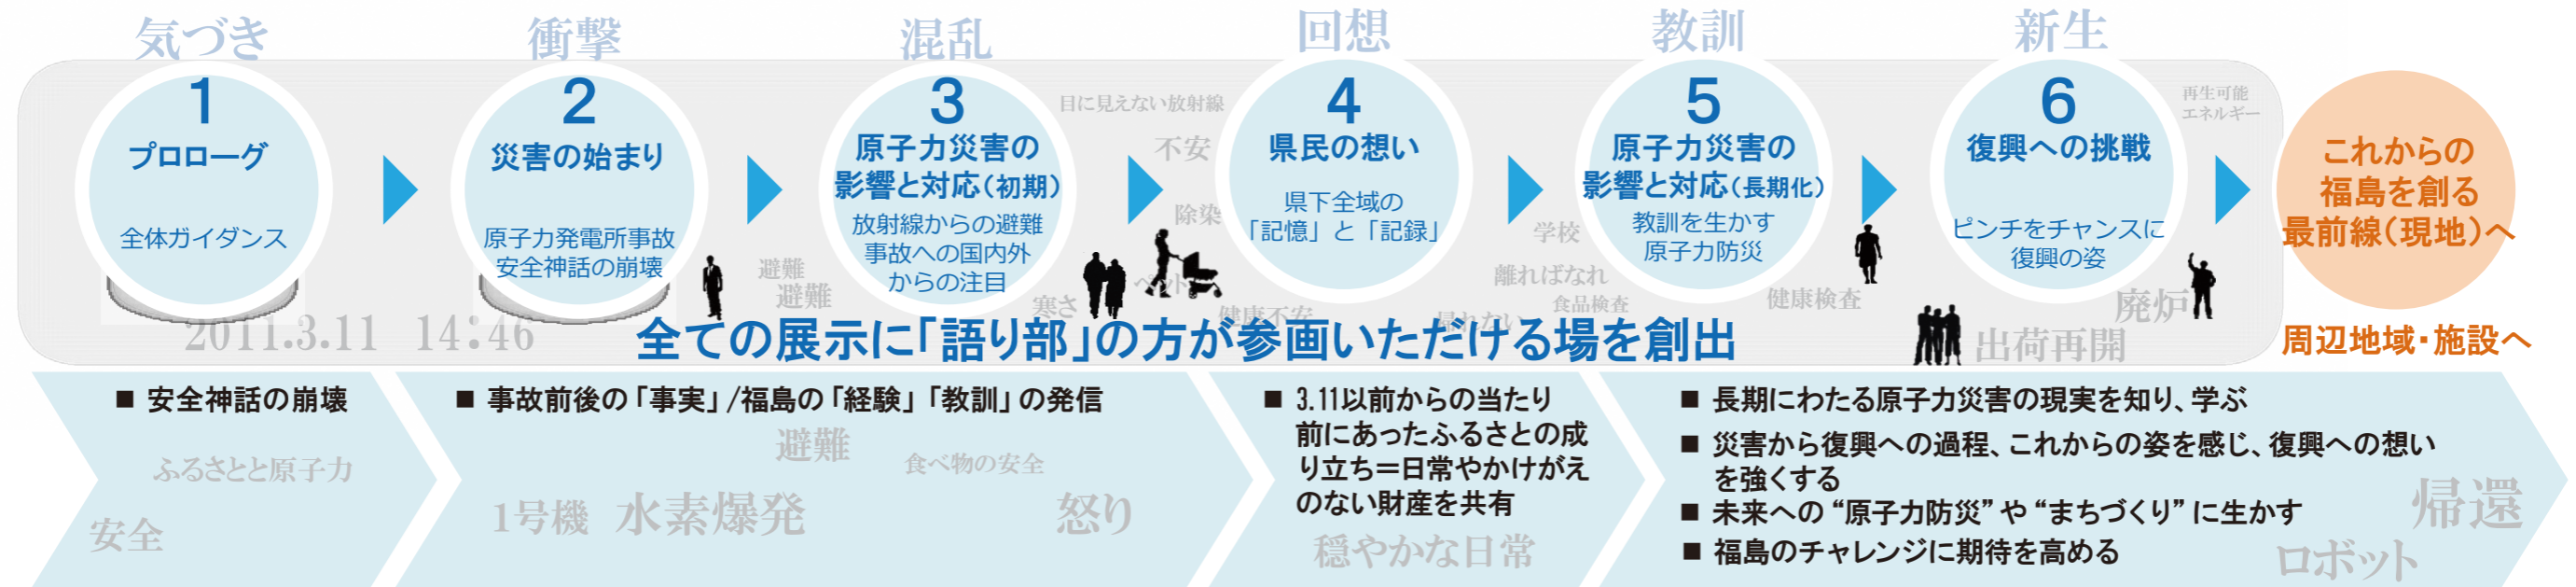 気づき
衝撃
混乱
回想
教訓
新生
1
プロローグ
全体ガイダンス
2
災害の始まり
原子力発電所事故
安全神話の崩壊
3
原子力災害の
影響と対応（初期）
放射線からの避難
事故への国内外
からの注目
4
県民の想い
県下全域の
「記憶」と「記録」
5
原子力災害の
影響と対応（長期化）
教訓を生かす
原子力防災
6
復興への挑戦
ピンチをチャンスに
復興の姿
これからの
福島を創る
最前線（現地）へ
周辺地域・施設へ
2011.3.11 14:46
避難
避難
目に見えない放射線
不安
除染
寒さ
ペット
健康不安
学校
離ればなれ
食品検査
帰れない
健康検査
再生可能
エネルギー
廃炉
出荷再開
全ての展示に「語り部」の方が参画いただける場を創出
■ 安全神話の崩壊
ふるさとと原子力
安全
■ 事故前後の「事実」/福島の「経験」「教訓」の発信
避難
食べ物の安全
1号機 水素爆発
怒り
■ 3.11以前からの当たり
前にあったふるさとの成
り立ち＝日常やかけがえ
のない財産を共有
穏やかな日常
■ 長期にわたる原子力災害の現実を知り、学ぶ
■ 災害から復興への過程、これからの姿を感じ、復興への想い
を強くする
■ 未来への“原子力防災”や“まちづくり”に生かす
■ 福島のチャレンジに期待を高める
帰還
ロボット